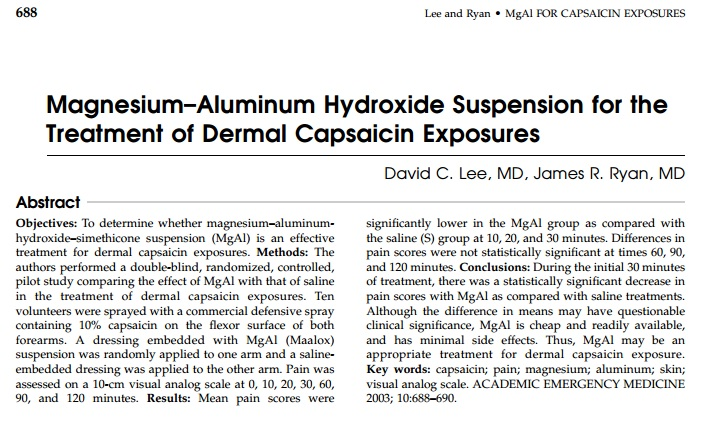 688
Lee and Ryan • MgAl FOR CAPSAICIN EXPOSURES
Magnesium–Aluminum Hydroxide Suspension for the
Treatment of Dermal Capsaicin Exposures
David C. Lee, MD, James R. Ryan, MD
Abstract
Objectives: To determine whether magnesium–aluminum-
hydroxide–simethicone suspension (MgAl) is an effective
treatment for dermal capsaicin exposures. Methods: The
authors performed a double-blind, randomized, controlled,
pilot study comparing the effect of MgAl with that of saline
in the treatment of dermal capsaicin exposures. Ten
volunteers were sprayed with a commercial defensive spray
containing 10% capsaicin on the flexor surface of both
forearms. A dressing embedded with MgAl (Maalox)
suspension was randomly applied to one arm and a saline-
embedded dressing was applied to the other arm. Pain was
assessed on a 10-cm visual analog scale at 0, 10, 20, 30, 60,
90, and 120 minutes. Results: Mean pain scores were
significantly lower in the MgAl group as compared with
the saline (S) group at 10, 20, and 30 minutes. Differences in
pain scores were not statistically significant at times 60, 90,
and 120 minutes. Conclusions: During the initial 30 minutes
of treatment, there was a statistically significant decrease in
pain scores with MgAl as compared with saline treatments.
Although the difference in means may have questionable
clinical significance, MgAl is cheap and readily available,
and has minimal side effects. Thus, MgAl may be an
appropriate treatment for dermal capsaicin exposure.
Key words: capsaicin; pain; magnesium; aluminum; skin;
visual analog scale. ACADEMIC EMERGENCY MEDICINE
2003; 10:688–690.